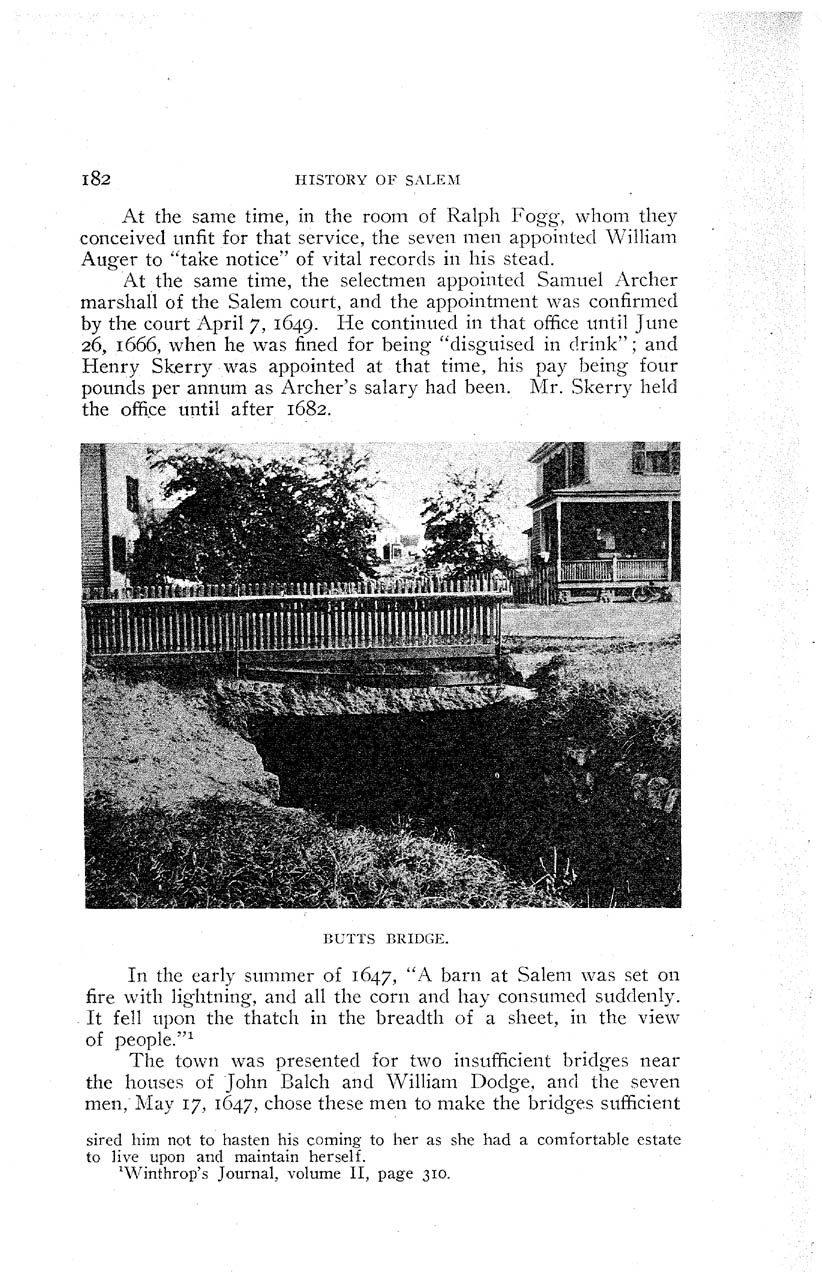 182 HISTORY OF SALEM
At the same time, in the room of Ralph Fogg, whom they
conceived unfit for that service, the seven men appointed William
Auger to “take notice” of vital records in his stead.
At the same time, the selectmen appointed Samuel Archer
marshall of the Salem court, and the appointment was confirmed
by the court April 7, 1649. He continued in that office until June
26, 1666, when he was fined for being “disguised in drink”; and
Henry Skerry was appointed at that time, his pay being four
pounds per annum as Archer’s salary had been. Mr. Skerry held
the office until after 1682.
BUTTS BRIDGE.
In the early summer of 1647, “A barn at Salem was set on
fire with lightning, and all the corn and hay consumed suddenly.
It fell upon the thatch in the breadth of a sheet, in the view
of people.”¹
The town was presented for two insufficient bridges near
the houses of John Balch and William Dodge, and the seven
men, May 17, 1647, chose these men to make the bridges sufficient
sired him not to hasten his coming to her as she had a comfortable estate
to live upon and maintain herself.
¹Winthrop’s Journal, volume II, page 310.